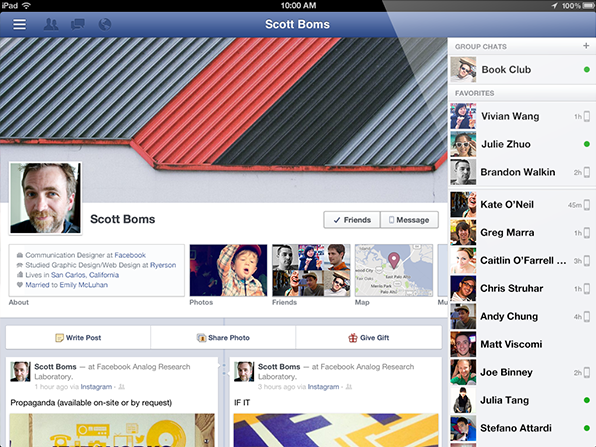 iPad
10:00 AM
100%
Scott Boms
GROUP CHATS +
Book Club
FAVORITES
Vivian Wang 1h
Julie Zhuo
Brandon Walkin 2h
Kate O'Neil 45m
Greg Marra 1h
Caitlin O'Farrell ... 3h
Chris Struhar 1h
Andy Chung 4h
Matt Viscomi
Joe Binney 2h
Julia Tang
Stefano Attardi
Scott Boms
Friends
Message
Communication Designer at Facebook
Studied Graphic Design/Web Design at Ryerson
Lives in San Carlos, California
Married to Emily McLuhan
About
Photos
Friends
Map
Mu
Write Post
Share Photo
Give Gift
Scott Boms — at Facebook Analog Research
Laboratory.
1 hour ago via Instagram ·
Propaganda (available on-site or by request)
Scott Boms — at Facebook Analog Research
Laboratory.
3 hours ago via Instagram ·
IF IT